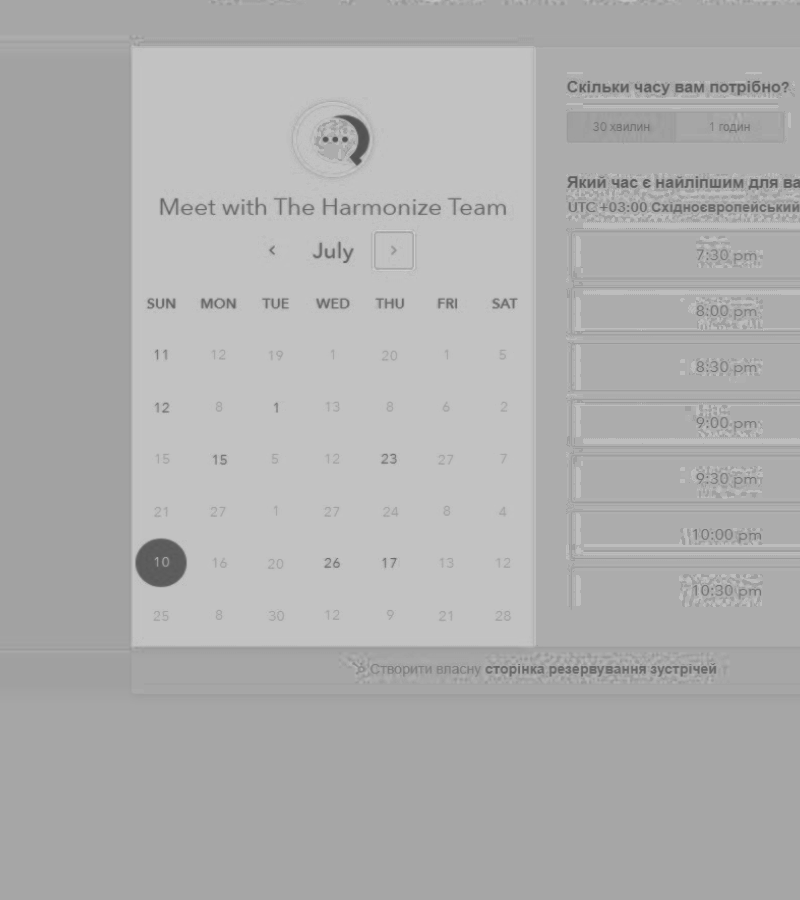 Meet with The Harmonize Team
‹ July ›
SUN MON TUE WED THU FRI SAT
11 12 19 1 20 1 5
12 8 1 13 8 6 2
15 15 5 12 23 27 7
21 27 1 27 24 8 4
10 16 20 26 17 13 12
25 8 30 12 9 21 28
Скільки часу вам потрібно?
30 хвилин 1 годин
Який час є найліпшим для ва
UTC +03:00 Східноєвропейський
7:30 pm
8:00 pm
8:30 pm
9:00 pm
9:30 pm
10:00 pm
10:30 pm
Створити власну сторінка резервування зустрічей